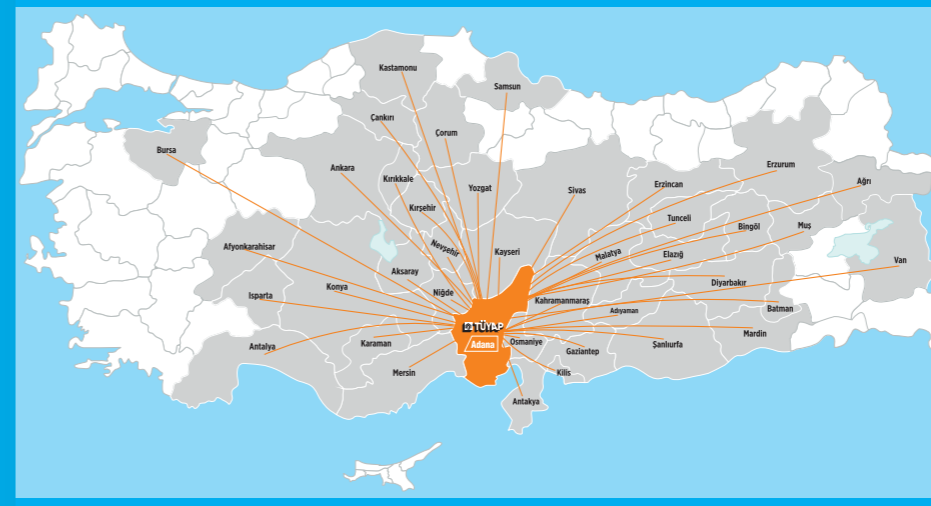 Kastamonu
Samsun
Çankırı
Çorum
Bursa
Ankara
Kırıkkale
Yozgat
Sivas
Erzincan
Erzurum
Ağrı
Kırşehir
Tunceli
Bingöl
Muş
Afyonkarahisar
Nevşehir
Kayseri
Malatya
Elazığ
Van
Aksaray
Diyarbakır
Isparta
Konya
Niğde
Kahramanmaraş
Adıyaman
Batman
TÜYAP
Adana
Osmaniye
Mardin
Antalya
Karaman
Gaziantep
Şanlıurfa
Mersin
Kilis
Antakya